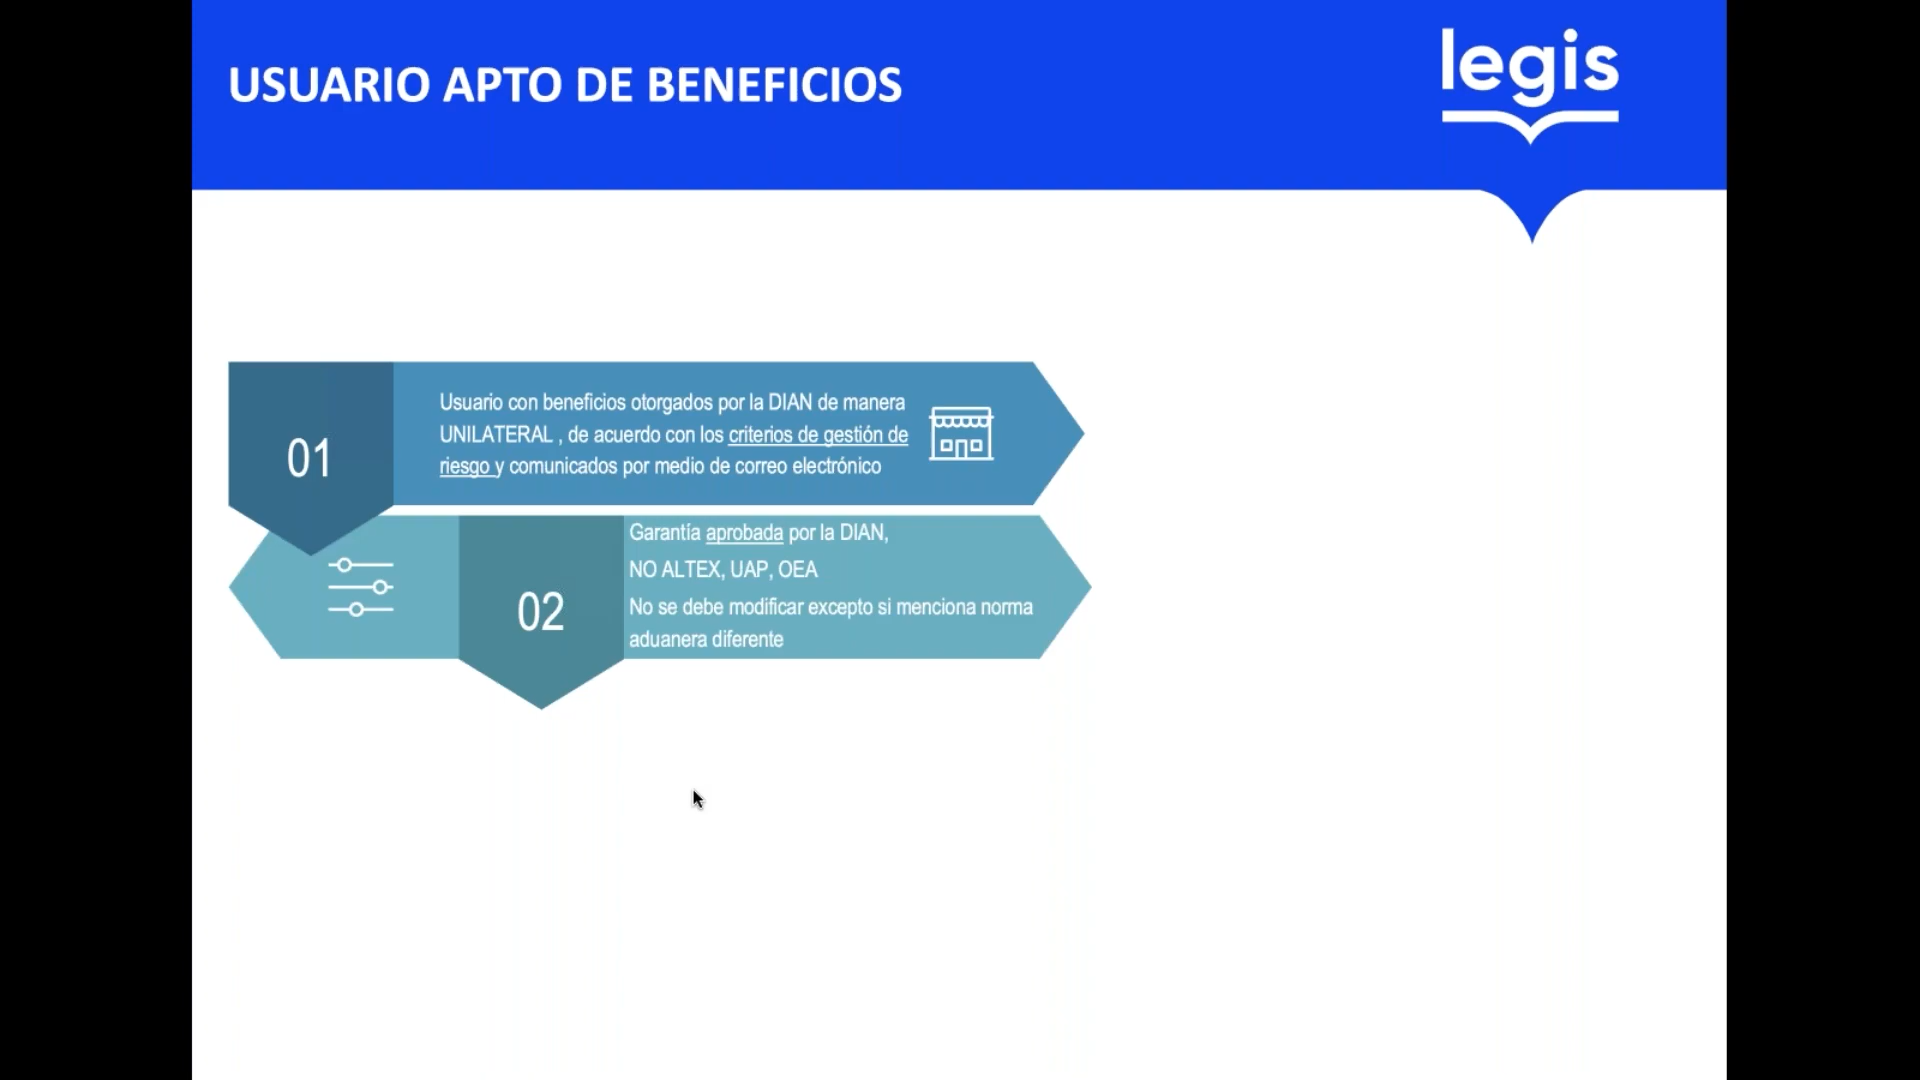 USUARIO APTO DE BENEFICIOS
legis
01
Usuario con beneficios otorgados por la DIAN de manera
UNILATERAL , de acuerdo con los criterios de gestión de
riesgo y comunicados por medio de correo electrónico
02
Garantía aprobada por la DIAN,
NO ALTEX, UAP, OEA
No se debe modificar excepto si menciona norma
aduanera diferente